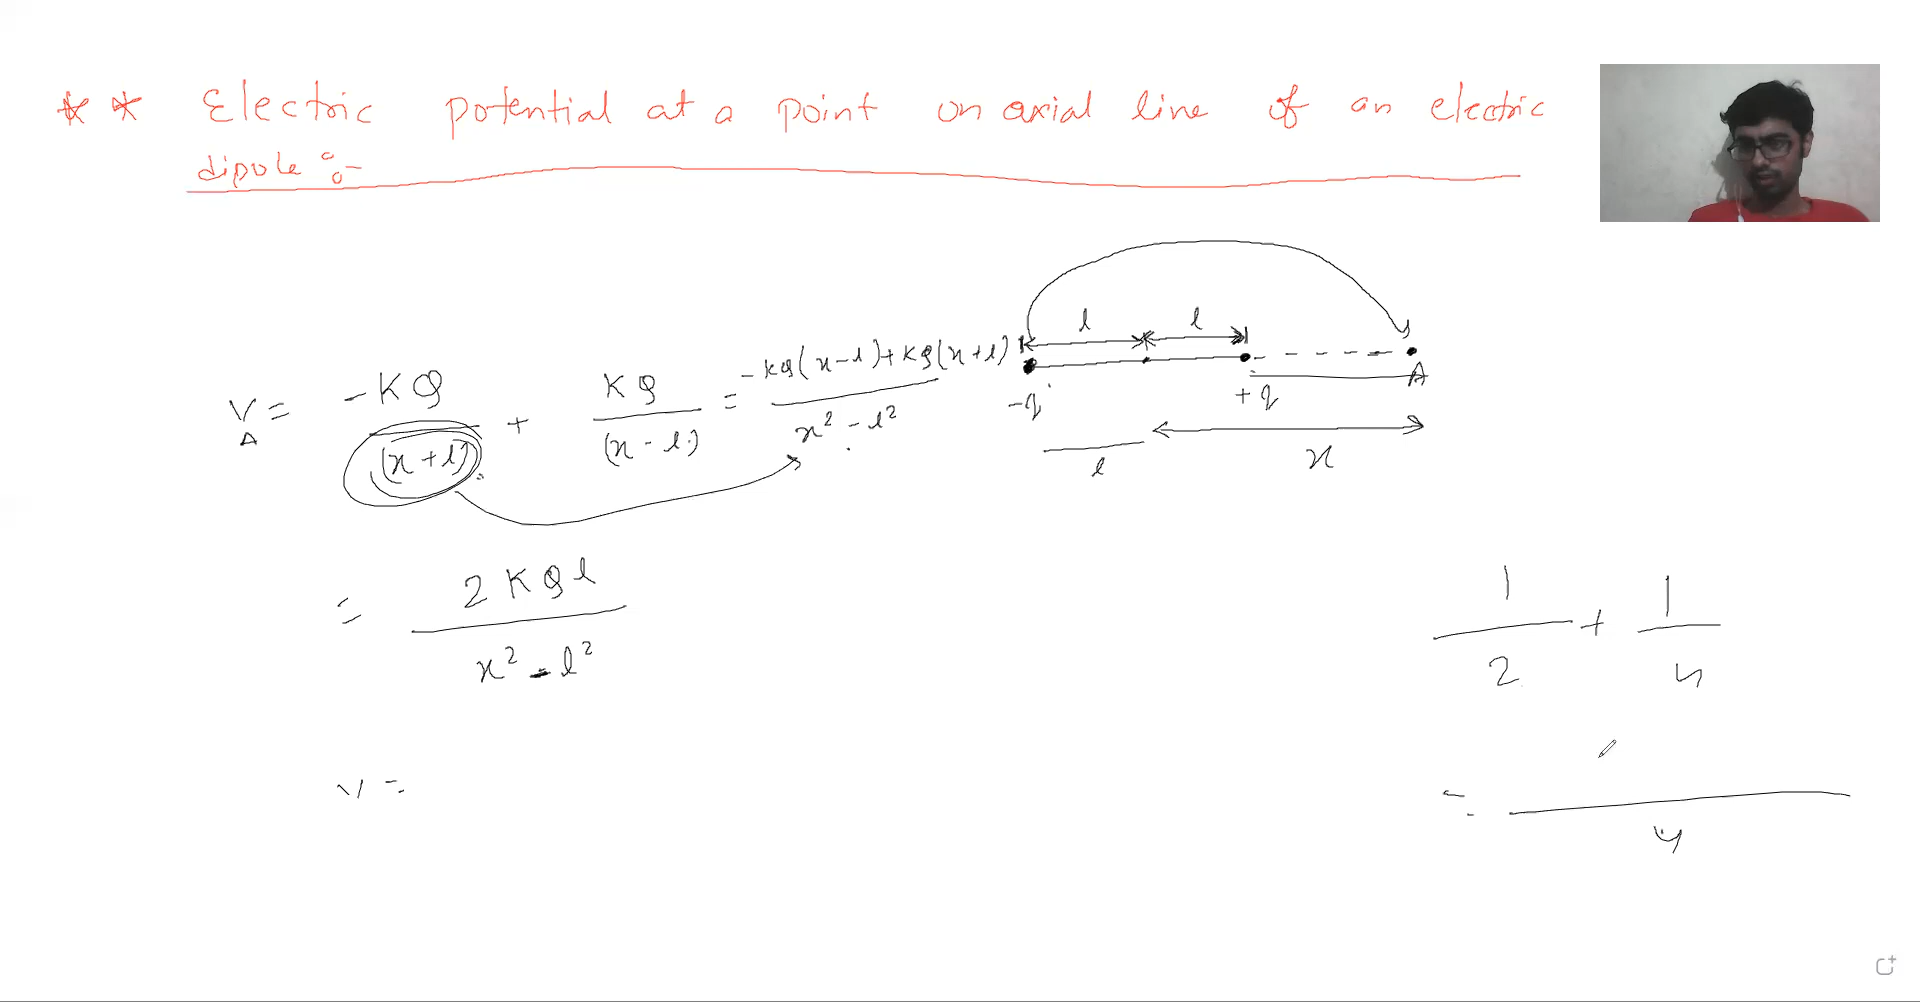 ** Electric potential at a point on axial line of an electric
dipole :-
l l
V_A = -KQ/(x+l) + KQ/(x-l) = (-KQ(x-l)+KQ(x+l))/(x²-l²)
-q +q A
l x
= 2KQl/(x²-l²)
1/2 + 1/4
V =
= /4